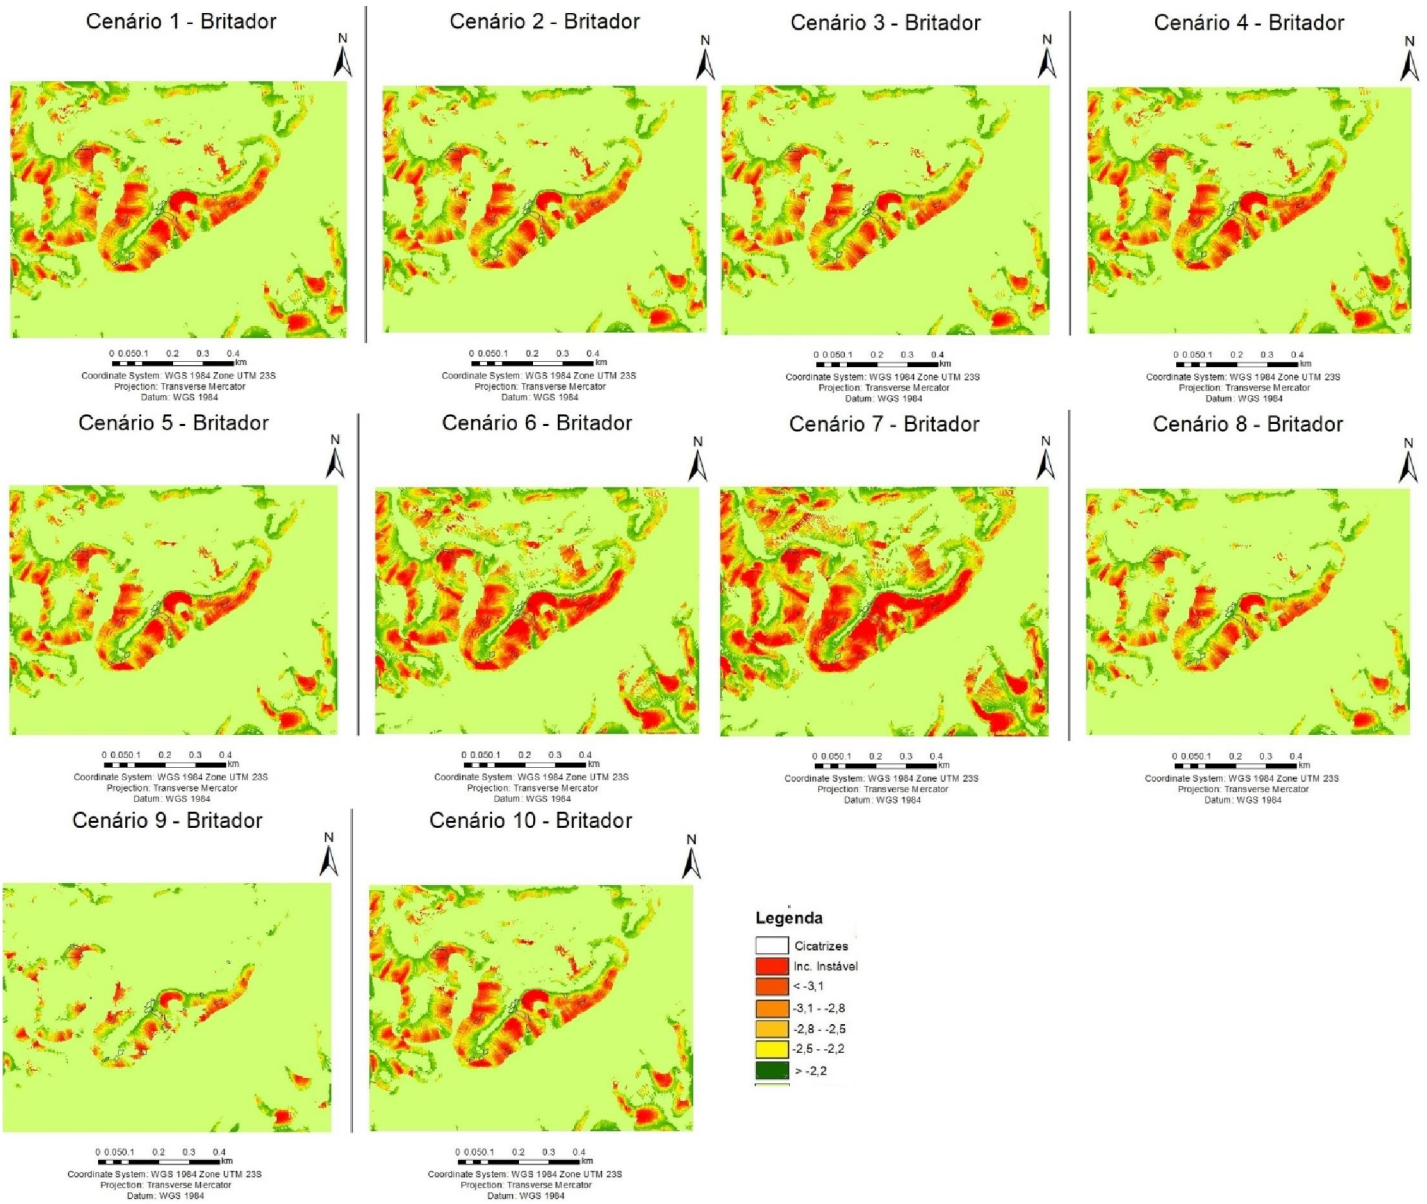 Cenário 1 - Britador
N
0 0.050.1 0.2 0.3 0.4
km
Coordinate System: WGS 1984 Zone UTM 23S
Projection: Transverse Mercator
Datum: WGS 1984
Cenário 2 - Britador
N
0 0.050.1 0.2 0.3 0.4
km
Coordinate System: WGS 1984 Zone UTM 23S
Projection: Transverse Mercator
Datum: WGS 1984
Cenário 3 - Britador
N
0 0.050.1 0.2 0.3 0.4
km
Coordinate System: WGS 1984 Zone UTM 23S
Projection: Transverse Mercator
Datum: WGS 1984
Cenário 4 - Britador
N
0 0.050.1 0.2 0.3 0.4
km
Coordinate System: WGS 1984 Zone UTM 23S
Projection: Transverse Mercator
Datum: WGS 1984
Cenário 5 - Britador
N
0 0.050.1 0.2 0.3 0.4
km
Coordinate System: WGS 1984 Zone UTM 23S
Projection: Transverse Mercator
Datum: WGS 1984
Cenário 6 - Britador
N
0 0.050.1 0.2 0.3 0.4
km
Coordinate System: WGS 1984 Zone UTM 23S
Projection: Transverse Mercator
Datum: WGS 1984
Cenário 7 - Britador
N
0 0.050.1 0.2 0.3 0.4
km
Coordinate System: WGS 1984 Zone UTM 23S
Projection: Transverse Mercator
Datum: WGS 1984
Cenário 8 - Britador
N
0 0.050.1 0.2 0.3 0.4
km
Coordinate System: WGS 1984 Zone UTM 23S
Projection: Transverse Mercator
Datum: WGS 1984
Cenário 9 - Britador
N
0 0.050.1 0.2 0.3 0.4
km
Coordinate System: WGS 1984 Zone UTM 23S
Projection: Transverse Mercator
Datum: WGS 1984
Cenário 10 - Britador
N
0 0.050.1 0.2 0.3 0.4
km
Coordinate System: WGS 1984 Zone UTM 23S
Projection: Transverse Mercator
Datum: WGS 1984
Legenda
Cicatrizes
Inc. Instável
< -3,1
-3,1 - -2,8
-2,8 - -2,5
-2,5 - -2,2
> -2,2